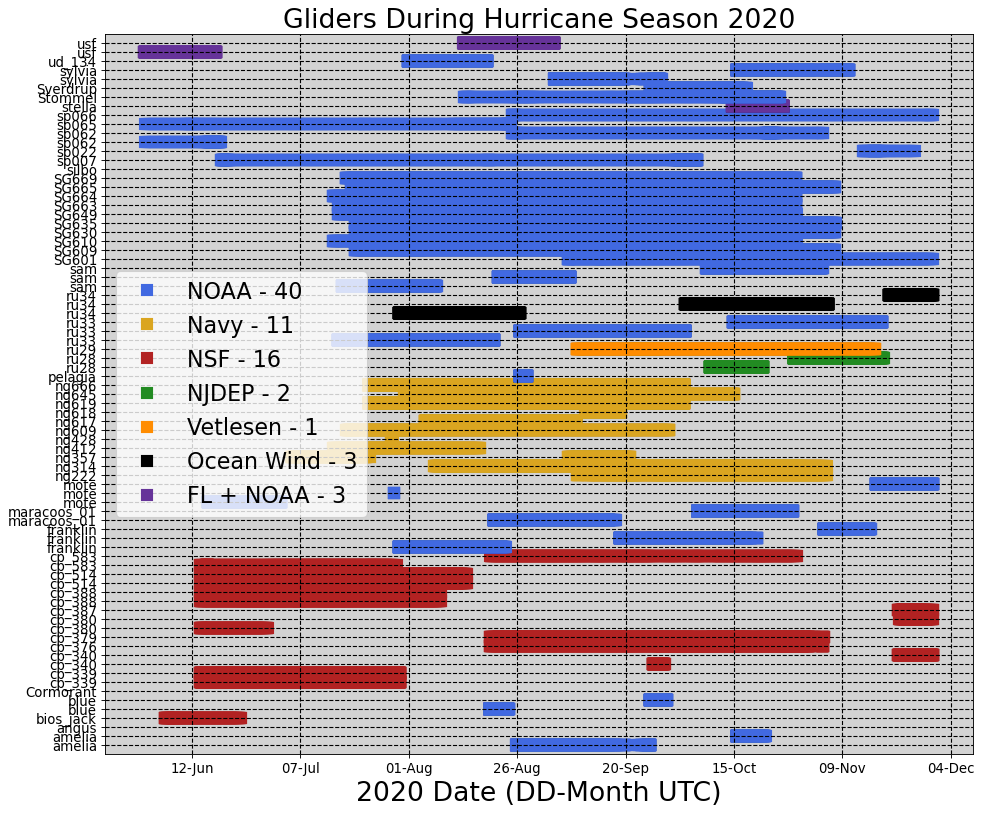 Gliders During Hurricane Season 2020
usf
usf
ud_134
sylvia
sylvia
Sverdrup
Stommel
stella
sp066
sp065
sp062
sp062
sp022
sp007
silbo
SG669
SG665
SG664
SG663
SG649
SG635
SG630
SG610
SG609
SG601
sam
sam
sam
ru34
ru34
ru34
ru33
ru33
ru33
ru29
ru28
ru28
pelagia
ng666
ng645
ng619
ng618
ng617
ng609
ng428
ng412
ng357
ng314
ng222
mote
mote
mote
maracoos_01
maracoos_01
franklin
franklin
franklin
cp_583
cp_583
cp_514
cp_514
cp_388
cp_388
cp_387
cp_380
cp_380
cp_379
cp_376
cp_340
cp_340
cp_339
cp_339
Cormorant
blue
blue
bios_jack
angus
amelia
amelia
NOAA - 40
Navy - 11
NSF - 16
NJDEP - 2
Vetlesen - 1
Ocean Wind - 3
FL + NOAA - 3
12-Jun 07-Jul 01-Aug 26-Aug 20-Sep 15-Oct 09-Nov 04-Dec
2020 Date (DD-Month UTC)